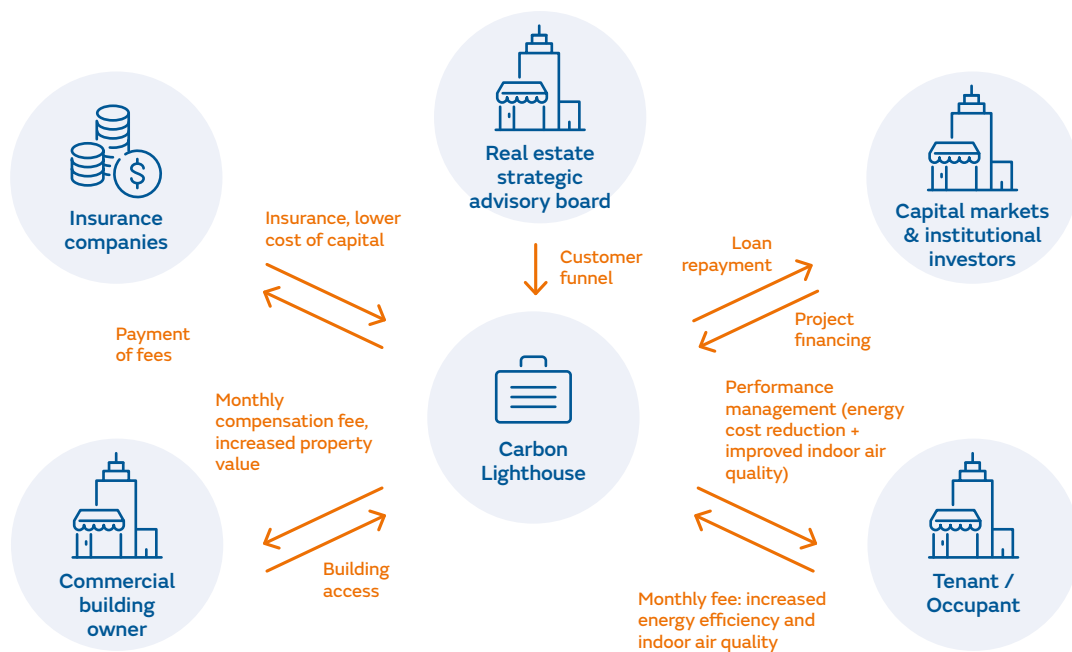 $
Insurance
companies
Real estate
strategic
advisory board
Capital markets
& institutional
investors
Insurance, lower
cost of capital
Customer
funnel
Loan
repayment
Payment
of fees
Project
financing
Monthly
compensation fee,
increased property
value
Carbon
Lighthouse
Performance
management (energy
cost reduction +
improved indoor air
quality)
Commercial
building
owner
Building
access
Monthly fee: increased
energy efficiency and
indoor air quality
Tenant /
Occupant